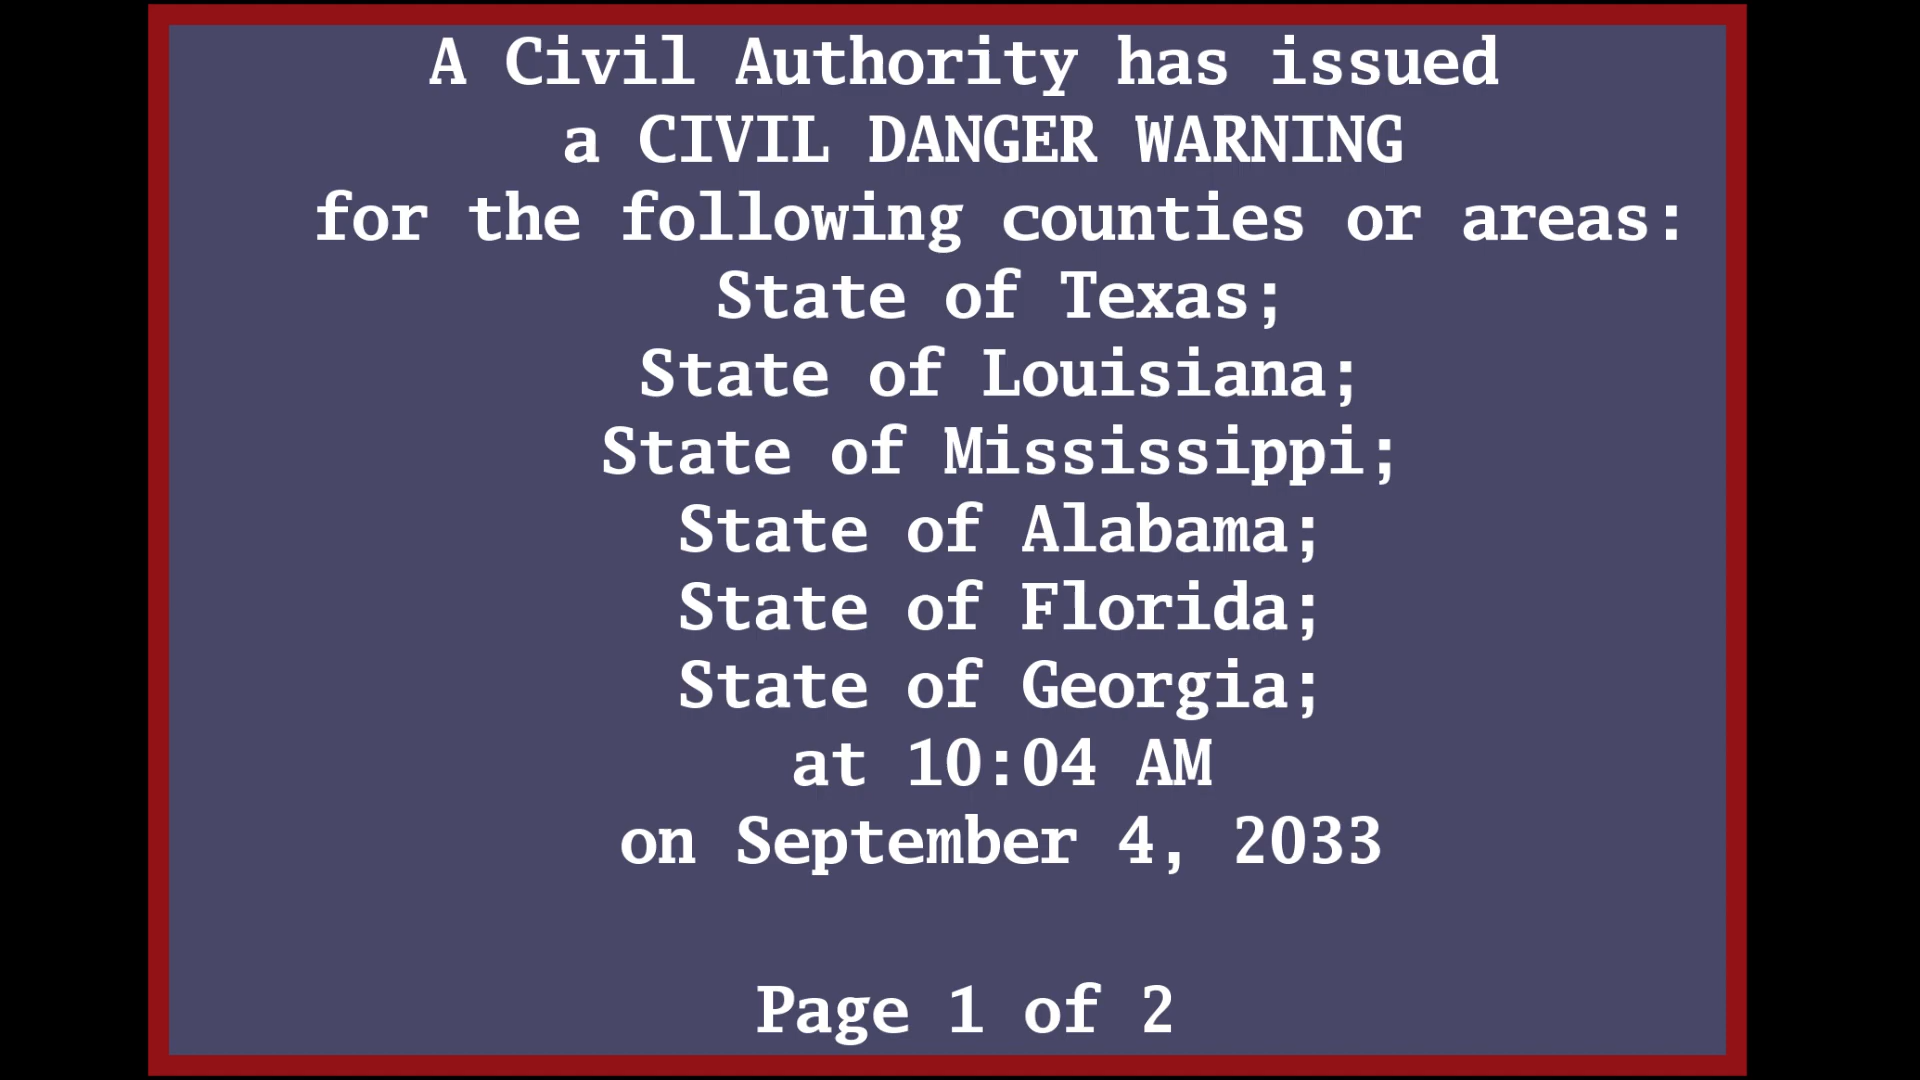 A Civil Authority has issued
a CIVIL DANGER WARNING
for the following counties or areas:
State of Texas;
State of Louisiana;
State of Mississippi;
State of Alabama;
State of Florida;
State of Georgia;
at 10:04 AM
on September 4, 2033
Page 1 of 2